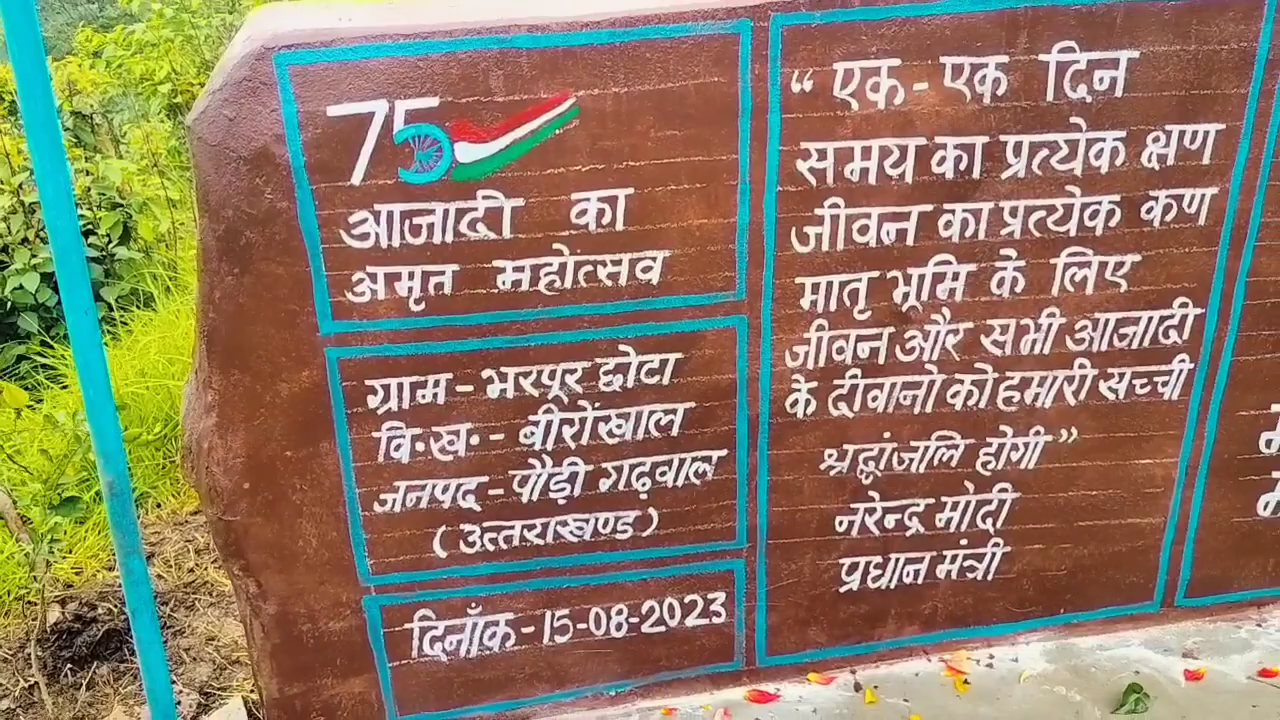 75
आजादी का
अमृत महोत्सव
ग्राम - भरपूर छोटा
वि.ख. - बीरोंखाल
जनपद - पौड़ी गढ़वाल
(उत्तराखण्ड)
दिनाँक - 15-08-2023
“ एक - एक दिन
समय का प्रत्येक क्षण
जीवन का प्रत्येक कण
मातृ भूमि के लिए
जीवन और सभी आजादी
के दीवानो को हमारी सच्ची
श्रद्धांजलि होगी ”
नरेन्द्र मोदी
प्रधान मंत्री